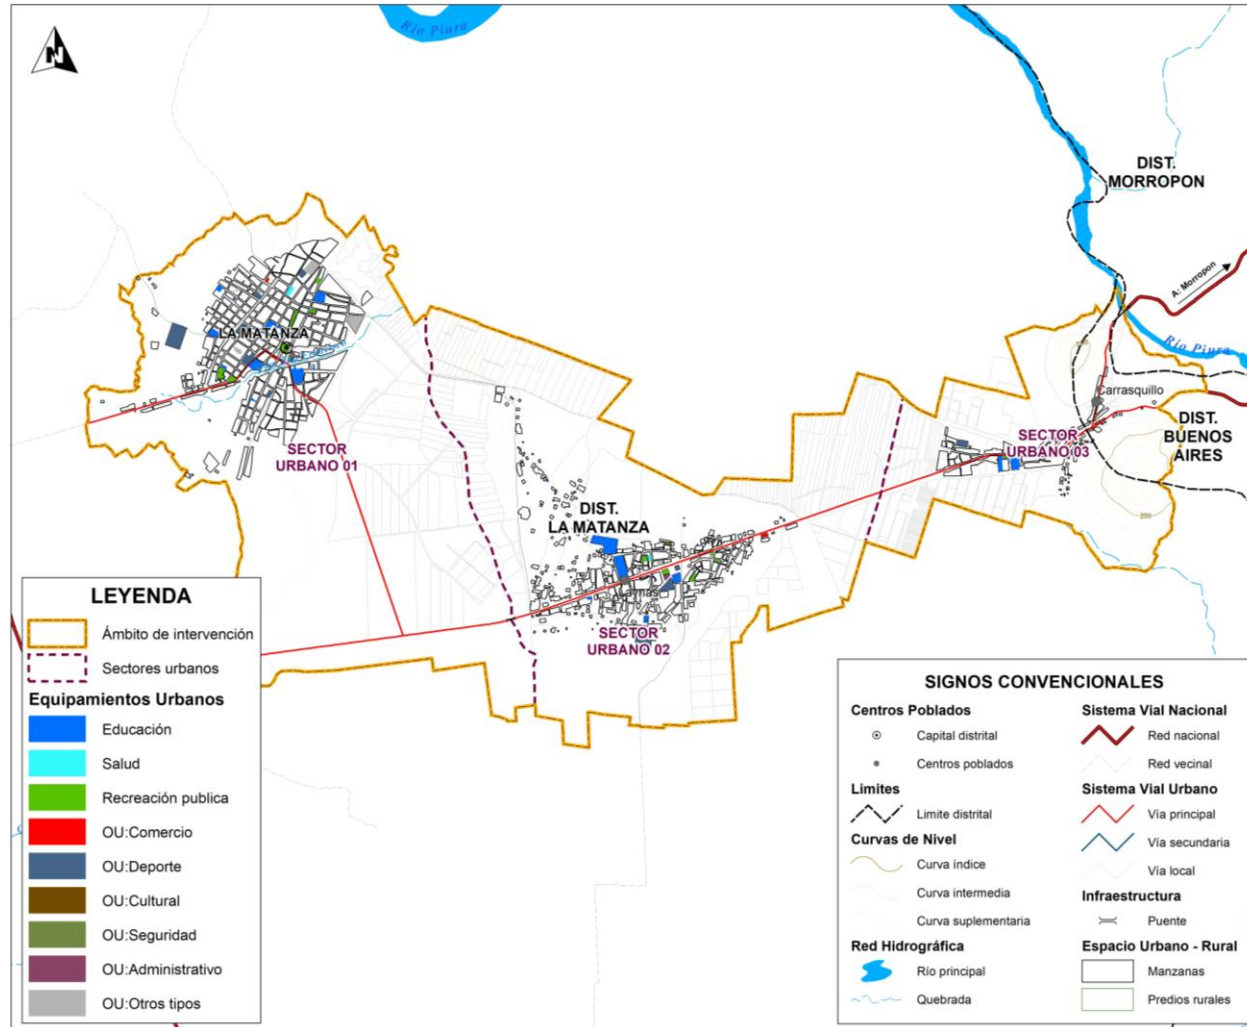 Río Piura
N
DIST.
MORROPON
A: Morropon
LA MATANZA
Río Piura
Carrasquillo
SECTOR
URBANO 03
DIST.
BUENOS
AIRES
SECTOR
URBANO 01
200
DIST.
LA MATANZA
SECTOR
URBANO 02
LEYENDA
Ámbito de intervención
Sectores urbanos
Equipamientos Urbanos
Educación
Salud
Recreación publica
OU:Comercio
OU:Deporte
OU:Cultural
OU:Seguridad
OU:Administrativo
OU:Otros tipos
SIGNOS CONVENCIONALES
Centros Poblados
Capital distrital
Centros poblados
Limites
Limite distrital
Curvas de Nivel
Curva índice
Curva intermedia
Curva suplementaria
Red Hidrográfica
Río principal
Quebrada
Sistema Vial Nacional
Red nacional
Red vecinal
Sistema Vial Urbano
Vía principal
Vía secundaria
Vía local
Infraestructura
Puente
Espacio Urbano - Rural
Manzanas
Predios rurales